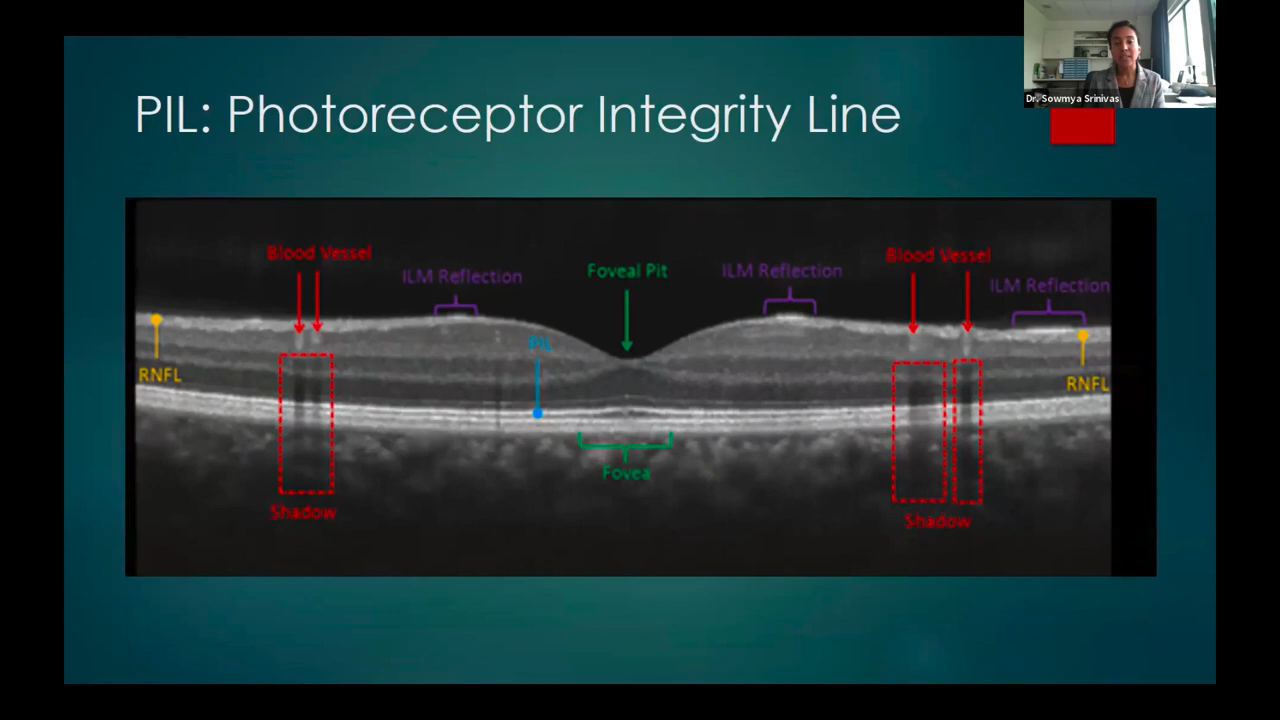 Dr. Sowmya Srinivas
PIL: Photoreceptor Integrity Line
Blood Vessel
ILM Reflection
Foveal Pit
ILM Reflection
Blood Vessel
ILM Reflection
PIL
RNFL
RNFL
Fovea
Shadow
Shadow